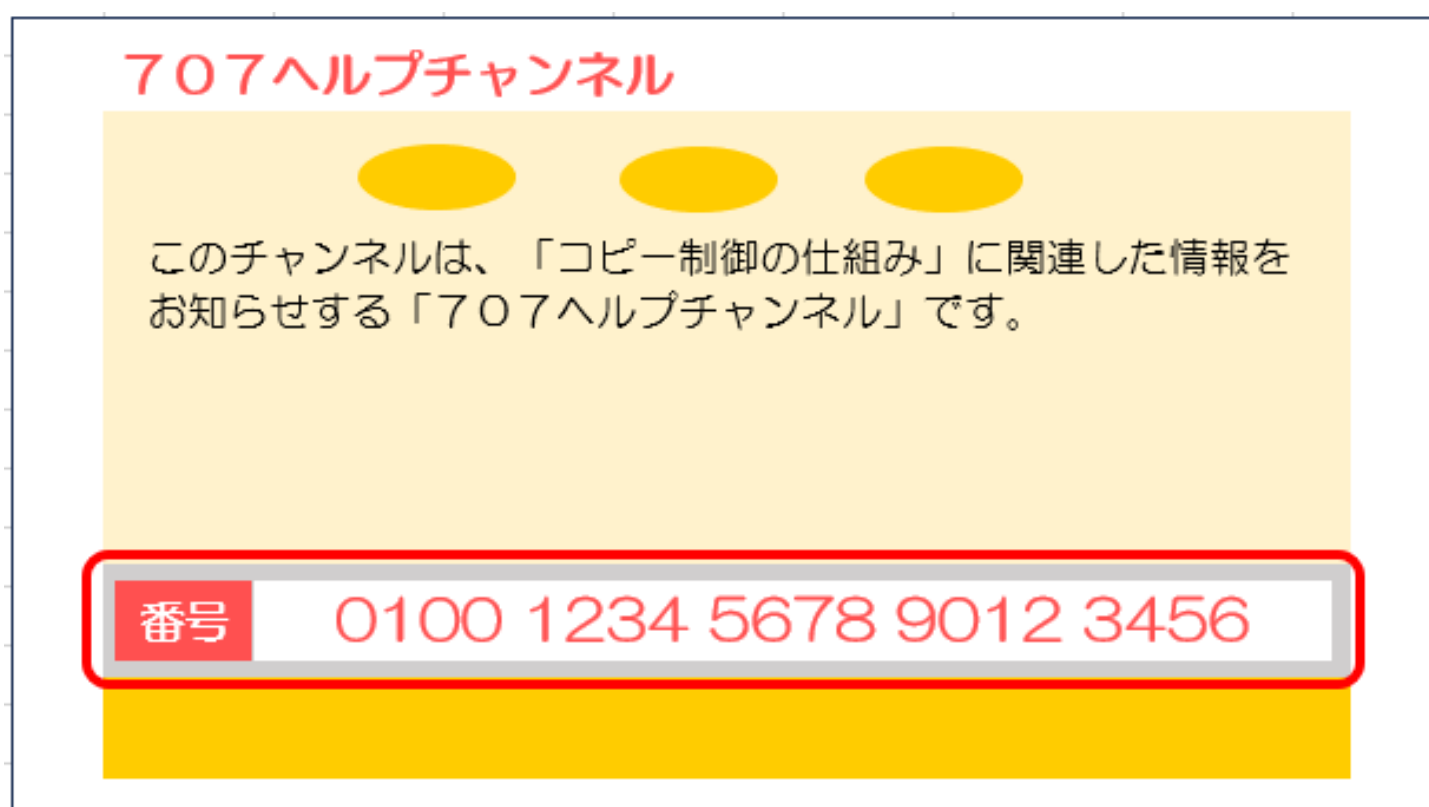 ７０７ヘルプチャンネル
このチャンネルは、「コピー制御の仕組み」に関連した情報を
お知らせする「７０７ヘルプチャンネル」です。
番号 0100 1234 5678 9012 3456